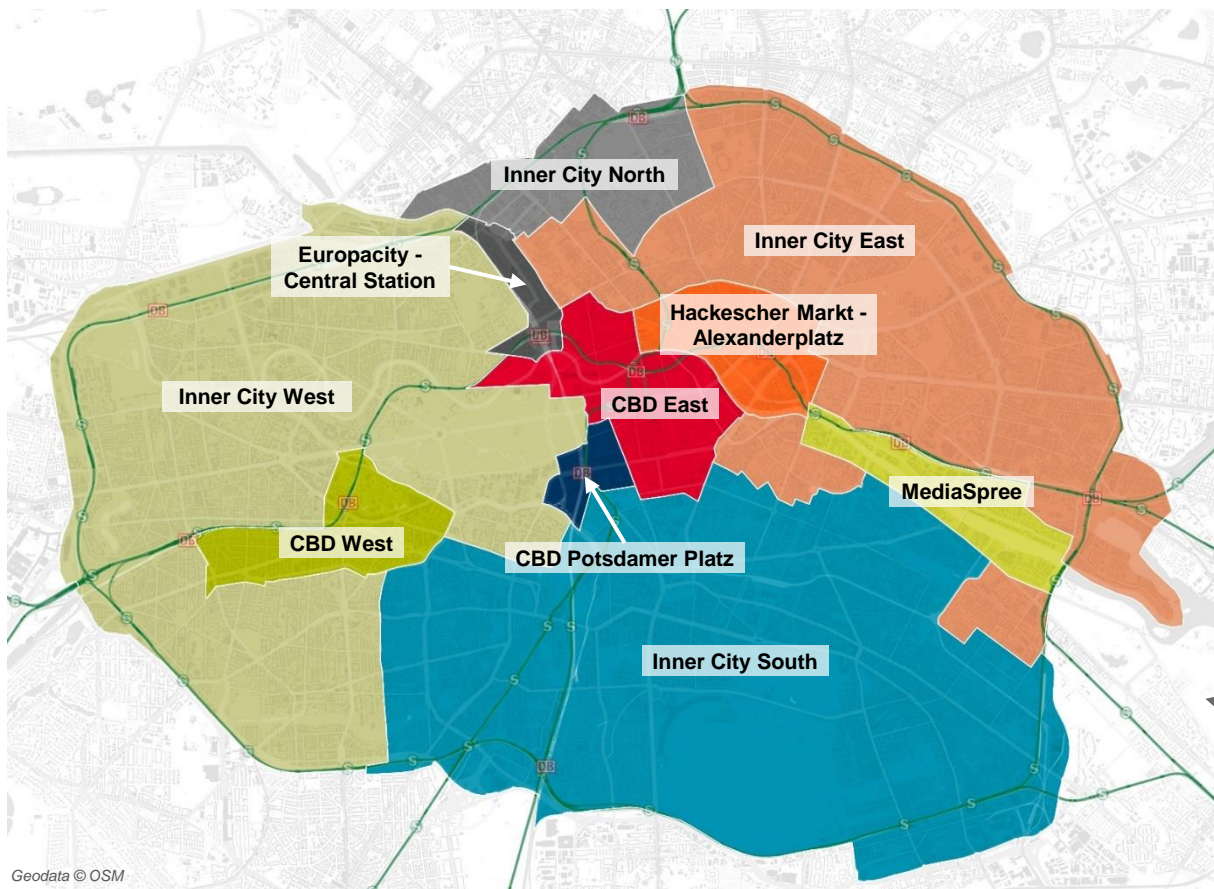 Inner City North
Inner City East
Europacity -
Central Station
Hackescher Markt -
Alexanderplatz
Inner City West
CBD East
MediaSpree
CBD West
CBD Potsdamer Platz
Inner City South
Geodata © OSM